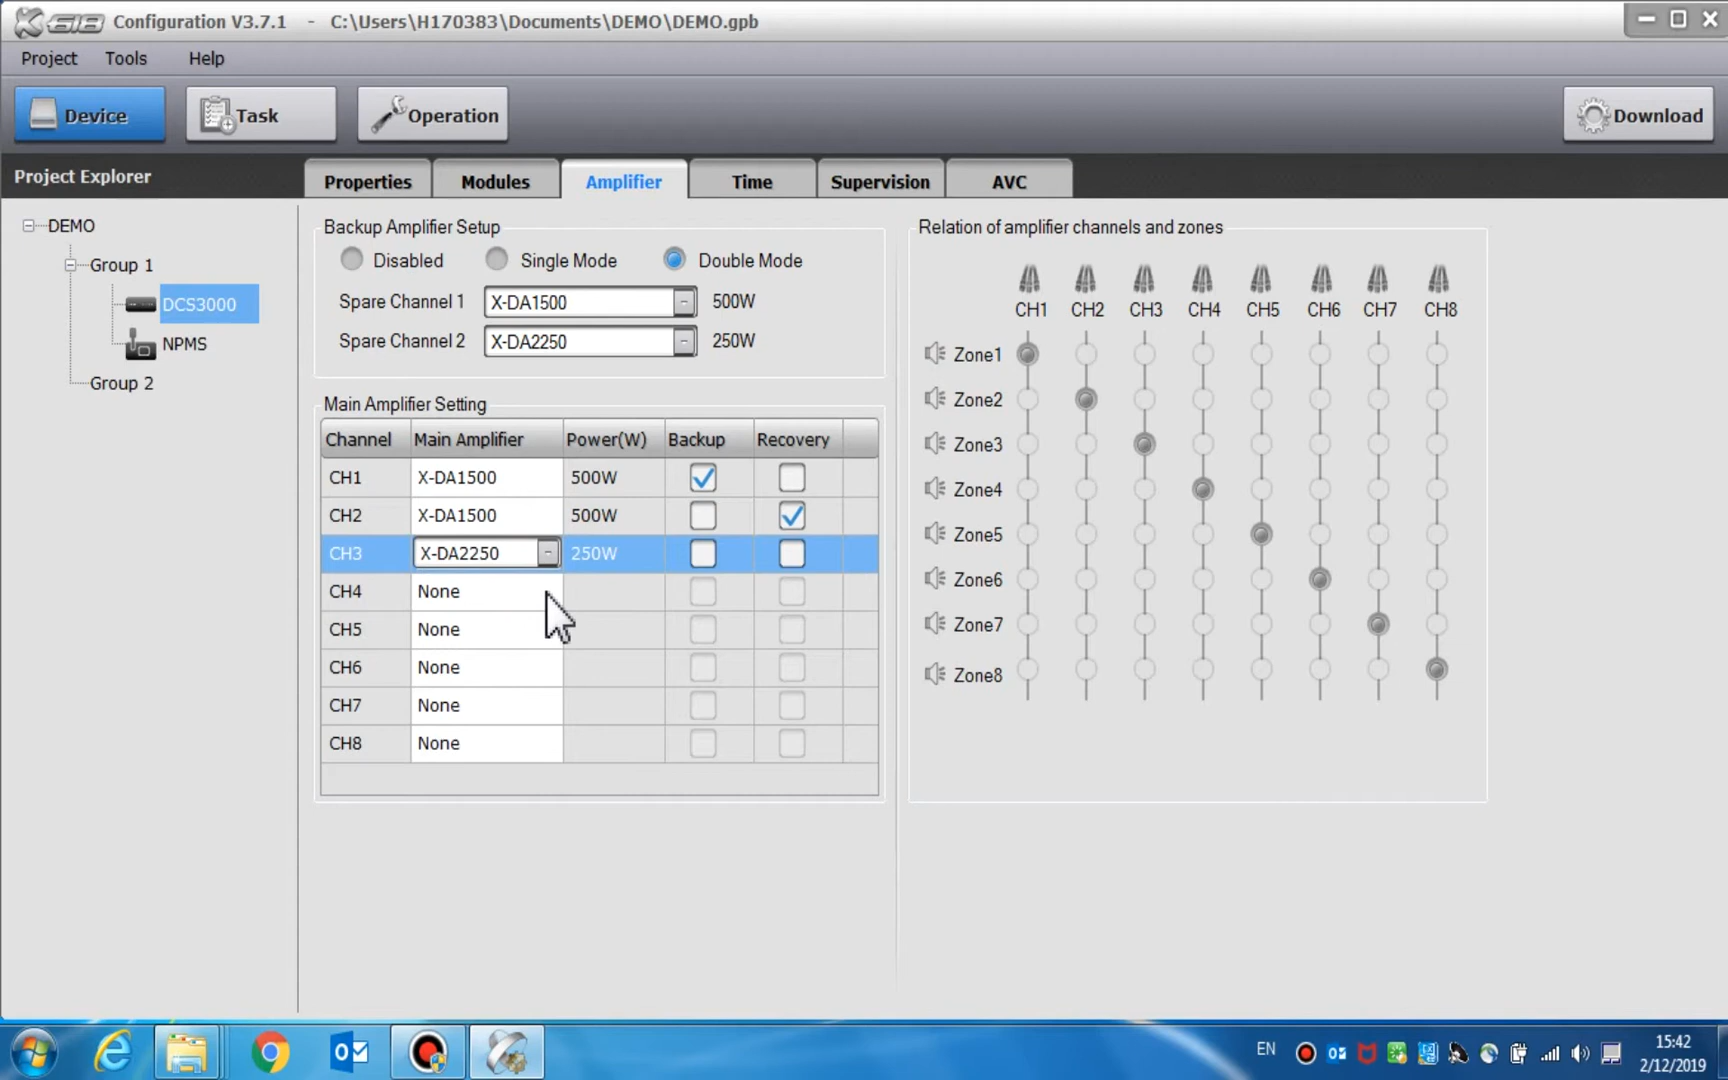 X-618 Configuration V3.7.1 - C:\Users\H170383\Documents\DEMO\DEMO.gpb
Project Tools Help
Device Task Operation Download
Project Explorer Properties Modules Amplifier Time Supervision AVC
DEMO
Group 1
DCS3000
NPMS
Group 2
Backup Amplifier Setup
Disabled Single Mode Double Mode
Spare Channel 1 X-DA1500 500W
Spare Channel 2 X-DA2250 250W
Main Amplifier Setting
Channel Main Amplifier Power(W) Backup Recovery
CH1 X-DA1500 500W
CH2 X-DA1500 500W
CH3 X-DA2250 250W
CH4 None
CH5 None
CH6 None
CH7 None
CH8 None
Relation of amplifier channels and zones
CH1 CH2 CH3 CH4 CH5 CH6 CH7 CH8
Zone1
Zone2
Zone3
Zone4
Zone5
Zone6
Zone7
Zone8
EN
15:42
2/12/2019